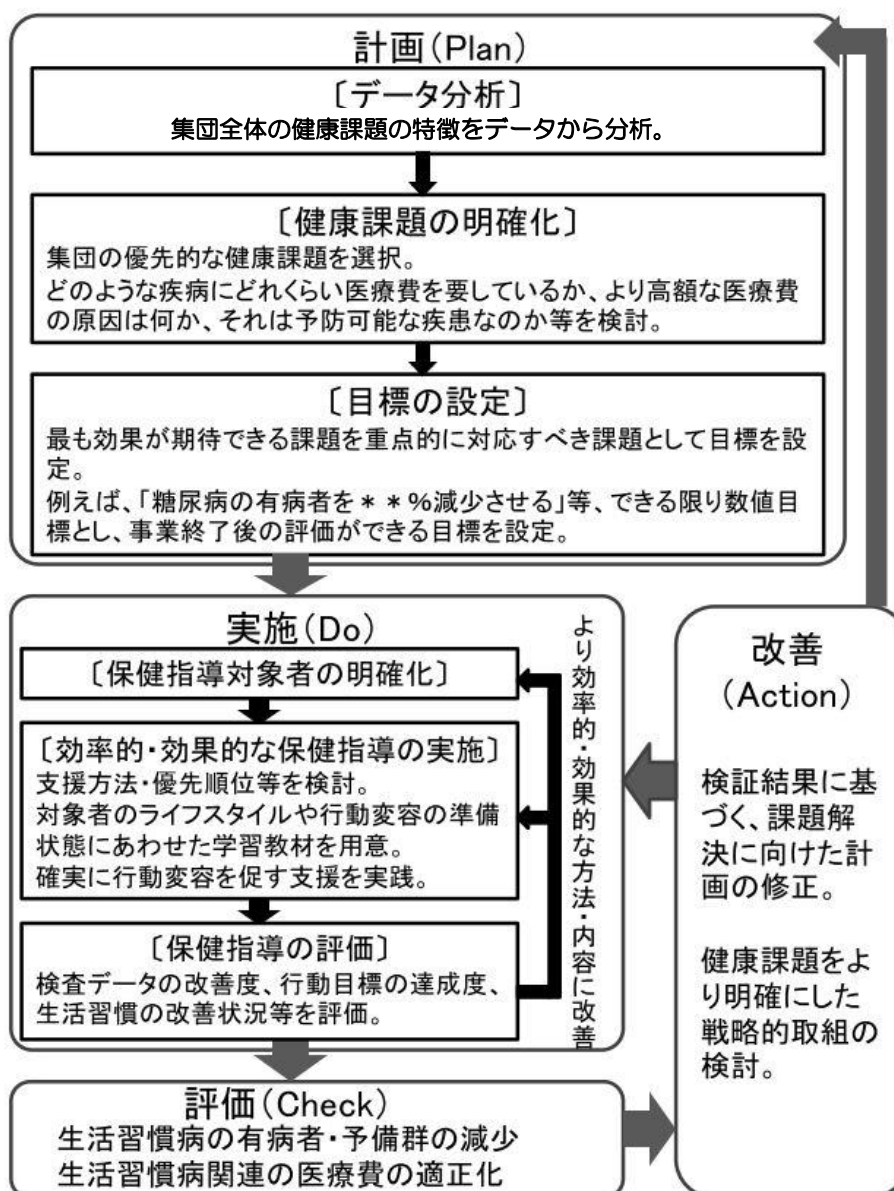 計画(Plan)
〔データ分析〕
集団全体の健康課題の特徴をデータから分析。
〔健康課題の明確化〕
集団の優先的な健康課題を選択。
どのような疾病にどれくらい医療費を要しているか、より高額な医療費
の原因は何か、それは予防可能な疾患なのか等を検討。
〔目標の設定〕
最も効果が期待できる課題を重点的に対応すべき課題として目標を設
定。
例えば、「糖尿病の有病者を＊＊%減少させる」等、できる限り数値目
標とし、事業終了後の評価ができる目標を設定。
実施(Do)
〔保健指導対象者の明確化〕
〔効率的・効果的な保健指導の実施〕
支援方法・優先順位等を検討。
対象者のライフスタイルや行動変容の準備
状態にあわせた学習教材を用意。
確実に行動変容を促す支援を実践。
〔保健指導の評価〕
検査データの改善度、行動目標の達成度、
生活習慣の改善状況等を評価。
より効率的・効果的な方法・内容に改善
評価(Check)
生活習慣病の有病者・予備群の減少
生活習慣病関連の医療費の適正化
改善
(Action)
検証結果に基
づく、課題解
決に向けた計
画の修正。
健康課題をよ
り明確にした
戦略的取組の
検討。